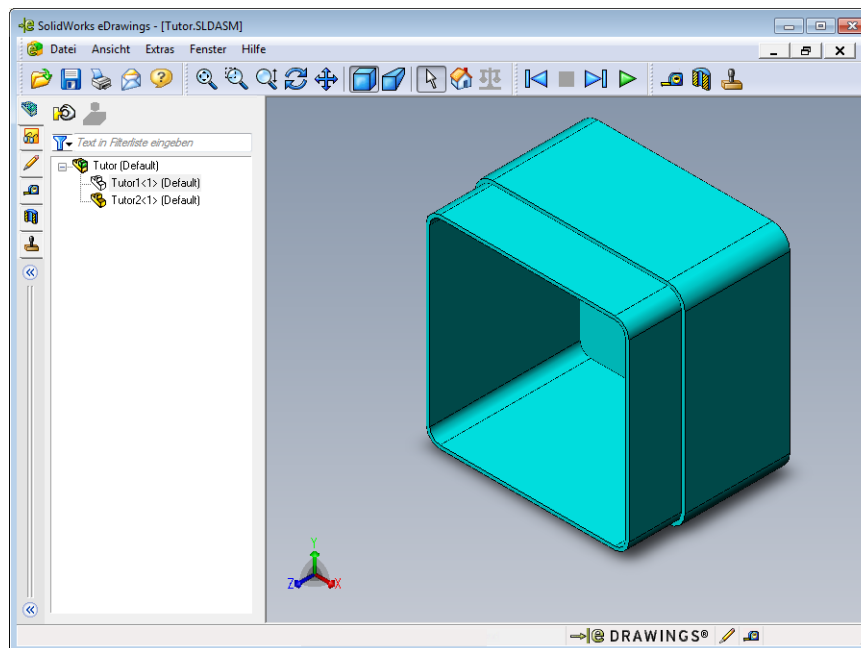 SolidWorks eDrawings - [Tutor.SLDASM]
Datei Ansicht Extras Fenster Hilfe
Text in Filterliste eingeben
Tutor (Default)
Tutor1<1> (Default)
Tutor2<1> (Default)
Y
Z X
e DRAWINGS®